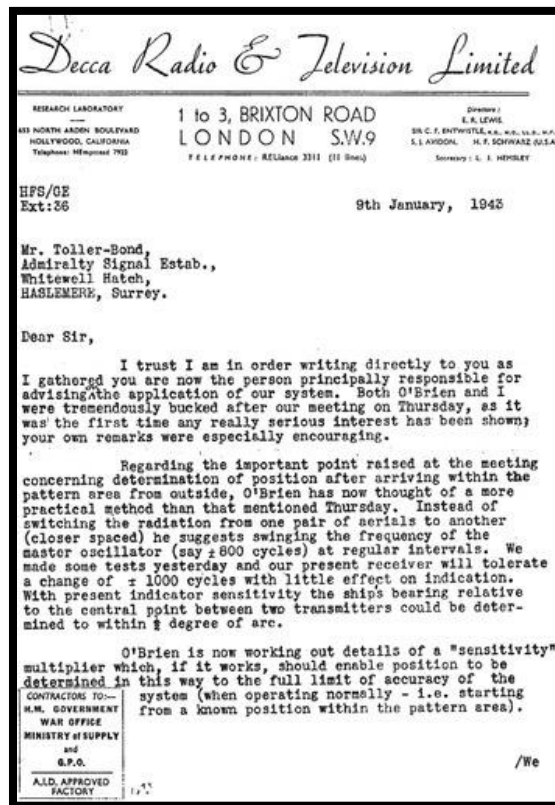 Decca Radio & Television Limited
RESEARCH LABORATORY
NORTH ARDEN BOULEVARD
HOLLYWOOD, CALIFORNIA
Telephone: HEmpstead
1 to 3, BRIXTON ROAD
LONDON S.W.9
TELEPHONE: RELiance 3311 (11 lines)
Directors:
E. R. LEWIS,
SIR C. F. ENTWISTLE,
S. J. AVIDON, H. F. SCHWARZ (U.S.A.
Secretary: L. J. HEMSLEY
HFS/GE
Ext:36
9th January, 1943
Mr. Toller-Bond,
Admiralty Signal Estab.,
Whitewell Hatch,
HASLEMERE, Surrey.
Dear Sir,
I trust I am in order writing directly to you as
I gathered you are now the person principally responsible for
advising the application of our system. Both O'Brien and I
were tremendously bucked after our meeting on Thursday, as it
was the first time any really serious interest has been shown;
your own remarks were especially encouraging.
Regarding the important point raised at the meeting
concerning determination of position after arriving within the
pattern area from outside, O'Brien has now thought of a more
practical method than that mentioned Thursday. Instead of
switching the radiation from one pair of aerials to another
(closer spaced) he suggests swinging the frequency of the
master oscillator (say ±800 cycles) at regular intervals. We
made some tests yesterday and our present receiver will tolerate
a change of ± 1000 cycles with little effect on indication.
With present indicator sensitivity the ship's bearing relative
to the central point between two transmitters could be deter-
mined to within degree of arc.
O'Brien is now working out details of a "sensitivity"
multiplier which, if it works, should enable position to be
determined in this way to the full limit of accuracy of the
system (when operating normally - i.e. starting
from a known position within the pattern area).
CONTRACTORS TO:—
H.M. GOVERNMENT
WAR OFFICE
MINISTRY of SUPPLY
and
G.P.O.
A.I.D. APPROVED
FACTORY
/We